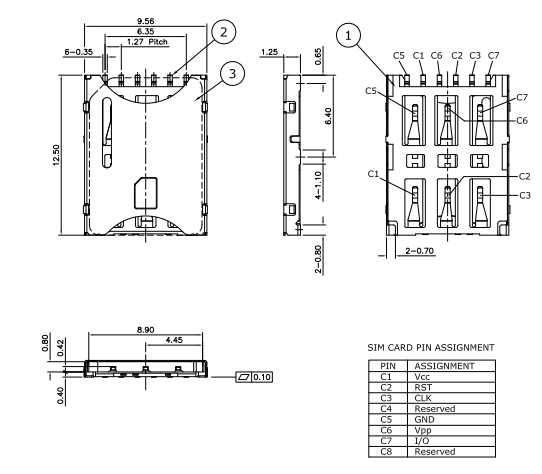 9.56
6.35
1.27 Pitch
6-0.35
2
3
12.50
1.25
0.65
6.40
4-1.10
2-0.80
1
C5 C1 C6 C2 C3 C7
C5
C7
C6
C1
C2
C3
2-0.70
8.90
4.45
0.80
0.42
0.40
0.10
SIM CARD PIN ASSIGNMENT
PIN ASSIGNMENT
C1 Vcc
C2 RST
C3 CLK
C4 Reserved
C5 GND
C6 Vpp
C7 I/O
C8 Reserved